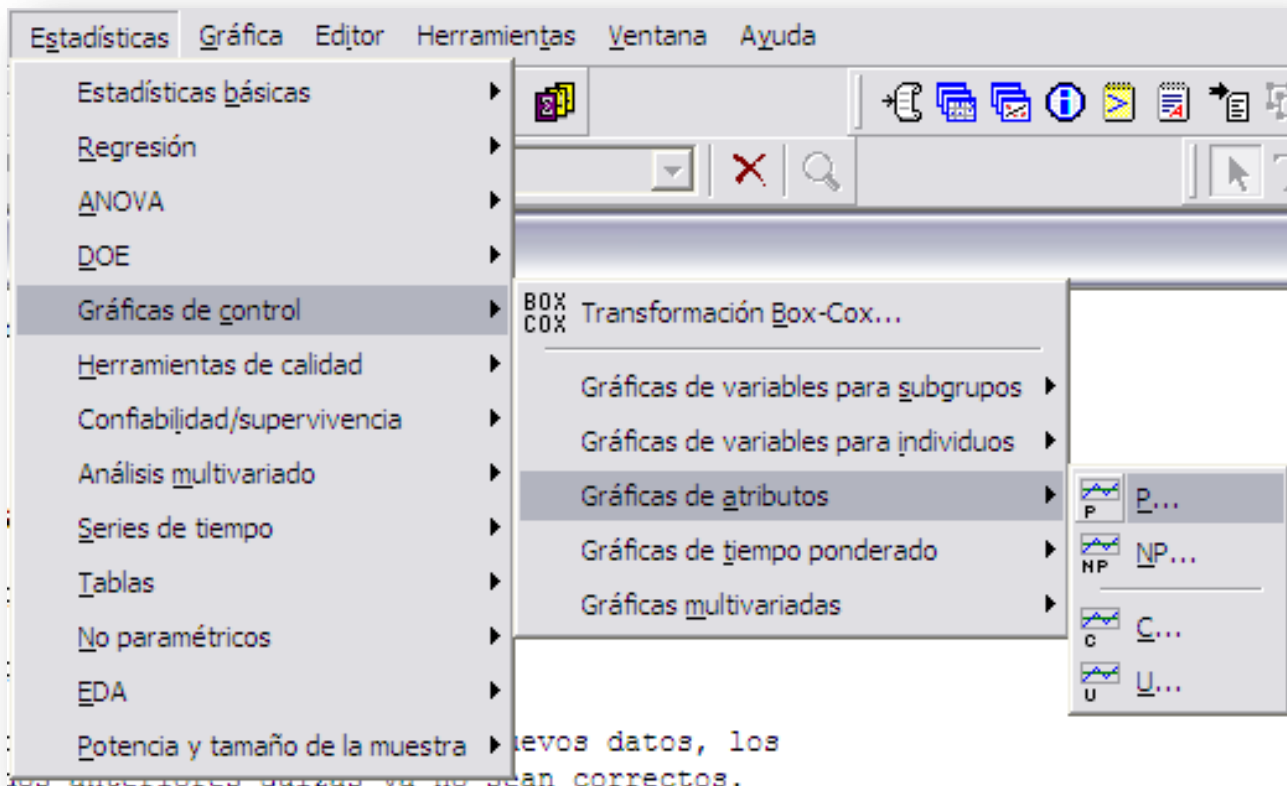 Estadísticas Gráfica Editor Herramientas Ventana Ayuda
Estadísticas básicas
Regresión
ANOVA
DOE
Gráficas de control
Herramientas de calidad
Confiabilidad/supervivencia
Análisis multivariado
Series de tiempo
Tablas
No paramétricos
EDA
Potencia y tamaño de la muestra
BOX COX Transformación Box-Cox...
Gráficas de variables para subgrupos
Gráficas de variables para individuos
Gráficas de atributos
Gráficas de tiempo ponderado
Gráficas multivariadas
P P...
NP NP...
C C...
U U...
datos, los
correctos.